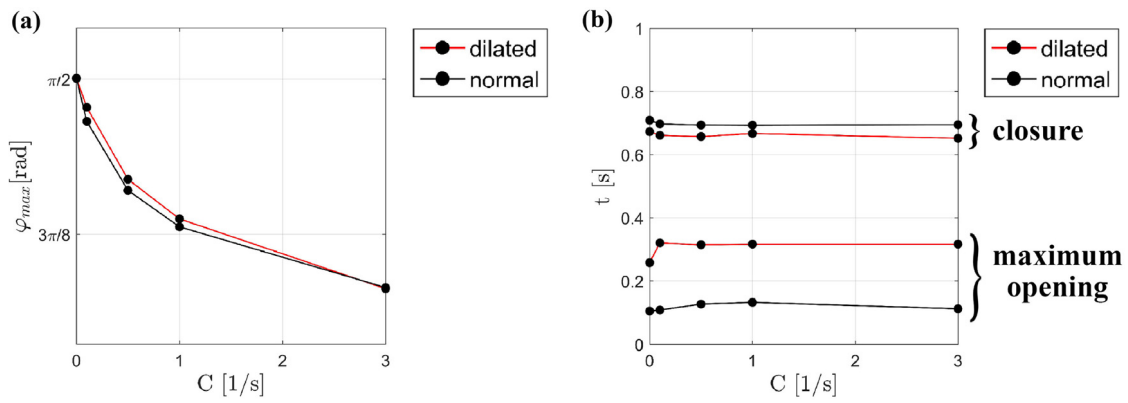 (a)
φmax[rad]
π/2
3π/8
0
1
2
3
C [1/s]
dilated
normal
(b)
t [s]
1
0.8
0.6
0.4
0.2
0
0
1
2
3
C [1/s]
dilated
normal
closure
maximum
opening